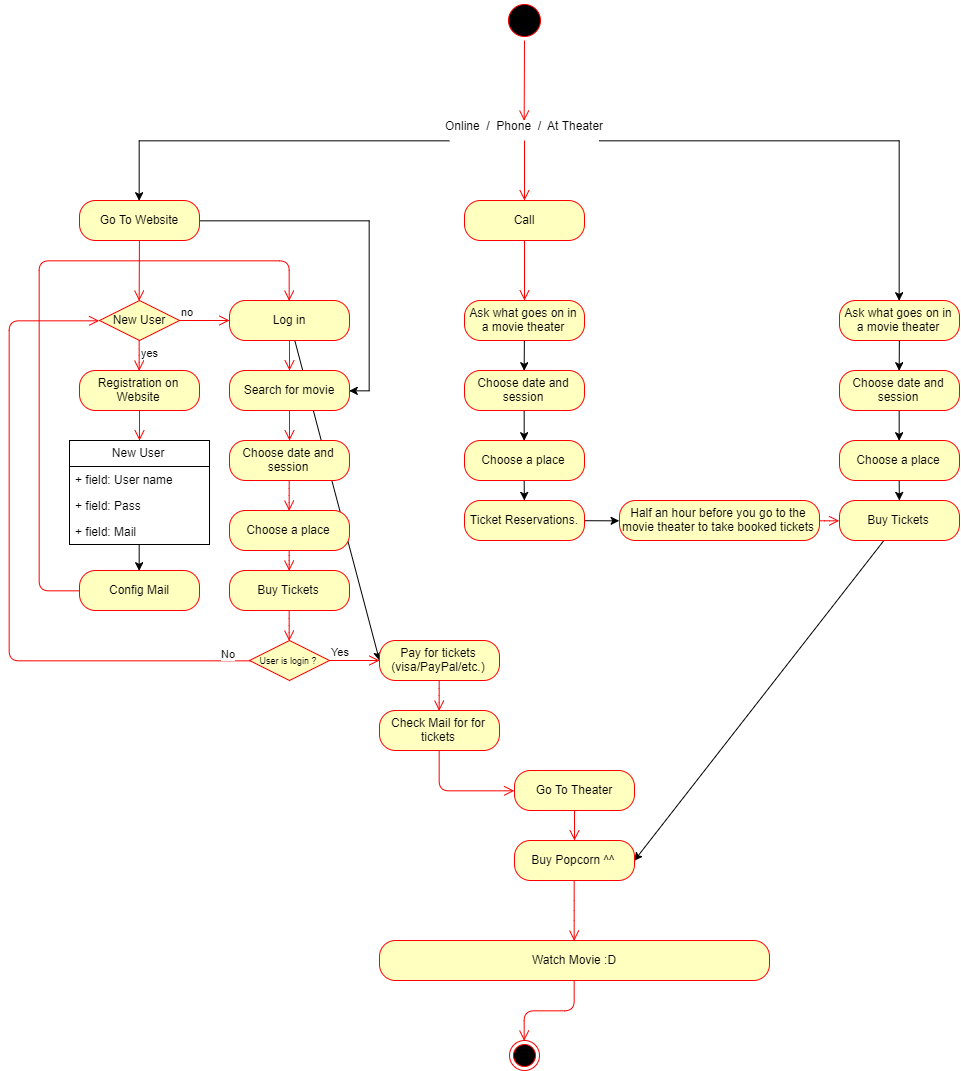 Online / Phone / At Theater
Go To Website
Call
New User
no
Log in
Ask what goes on in
a movie theater
Ask what goes on in
a movie theater
yes
Registration on
Website
Search for movie
Choose date and
session
Choose date and
session
New User
+ field: User name
+ field: Pass
+ field: Mail
Choose date and
session
Choose a place
Choose a place
Choose a place
Ticket Reservations.
Half an hour before you go to the
movie theater to take booked tickets
Buy Tickets
Config Mail
Buy Tickets
No
User is login ?
Yes
Pay for tickets
(visa/PayPal/etc.)
Check Mail for for
tickets
Go To Theater
Buy Popcorn ^^
Watch Movie :D